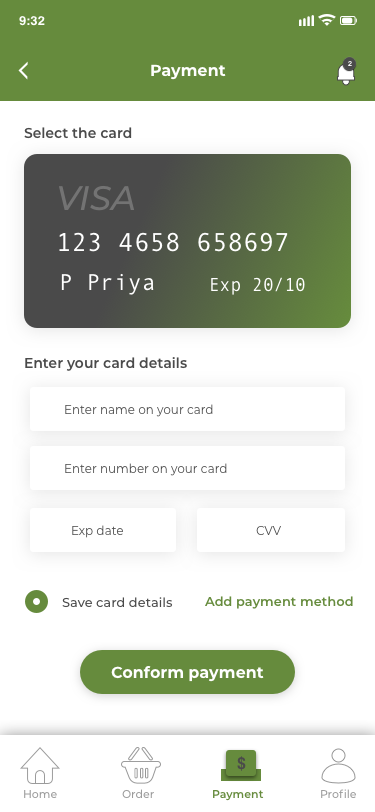 9:32
Payment
2
Select the card
VISA
123 4658 658697
P Priya Exp 20/10
Enter your card details
Enter name on your card
Enter number on your card
Exp date CVV
Save card details Add payment method
Conform payment
$
Home Order Payment Profile